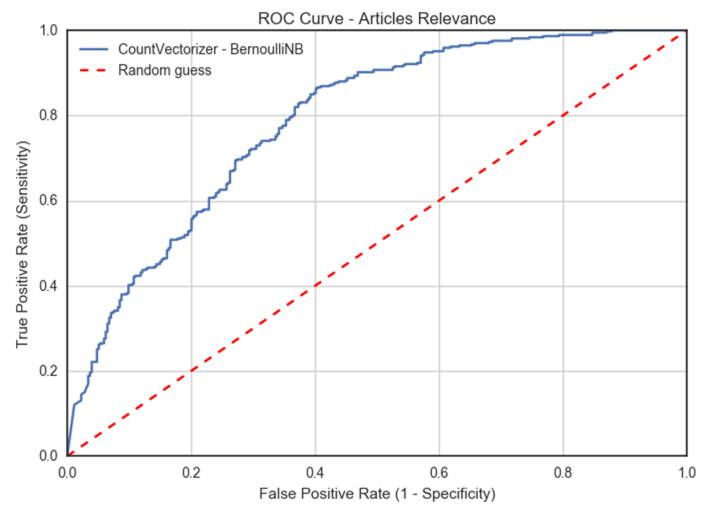 ROC Curve - Articles Relevance
CountVectorizer - BernoulliNB
Random guess
True Positive Rate (Sensitivity)
1.0
0.8
0.6
0.4
0.2
0.0
0.0 0.2 0.4 0.6 0.8 1.0
False Positive Rate (1 - Specificity)